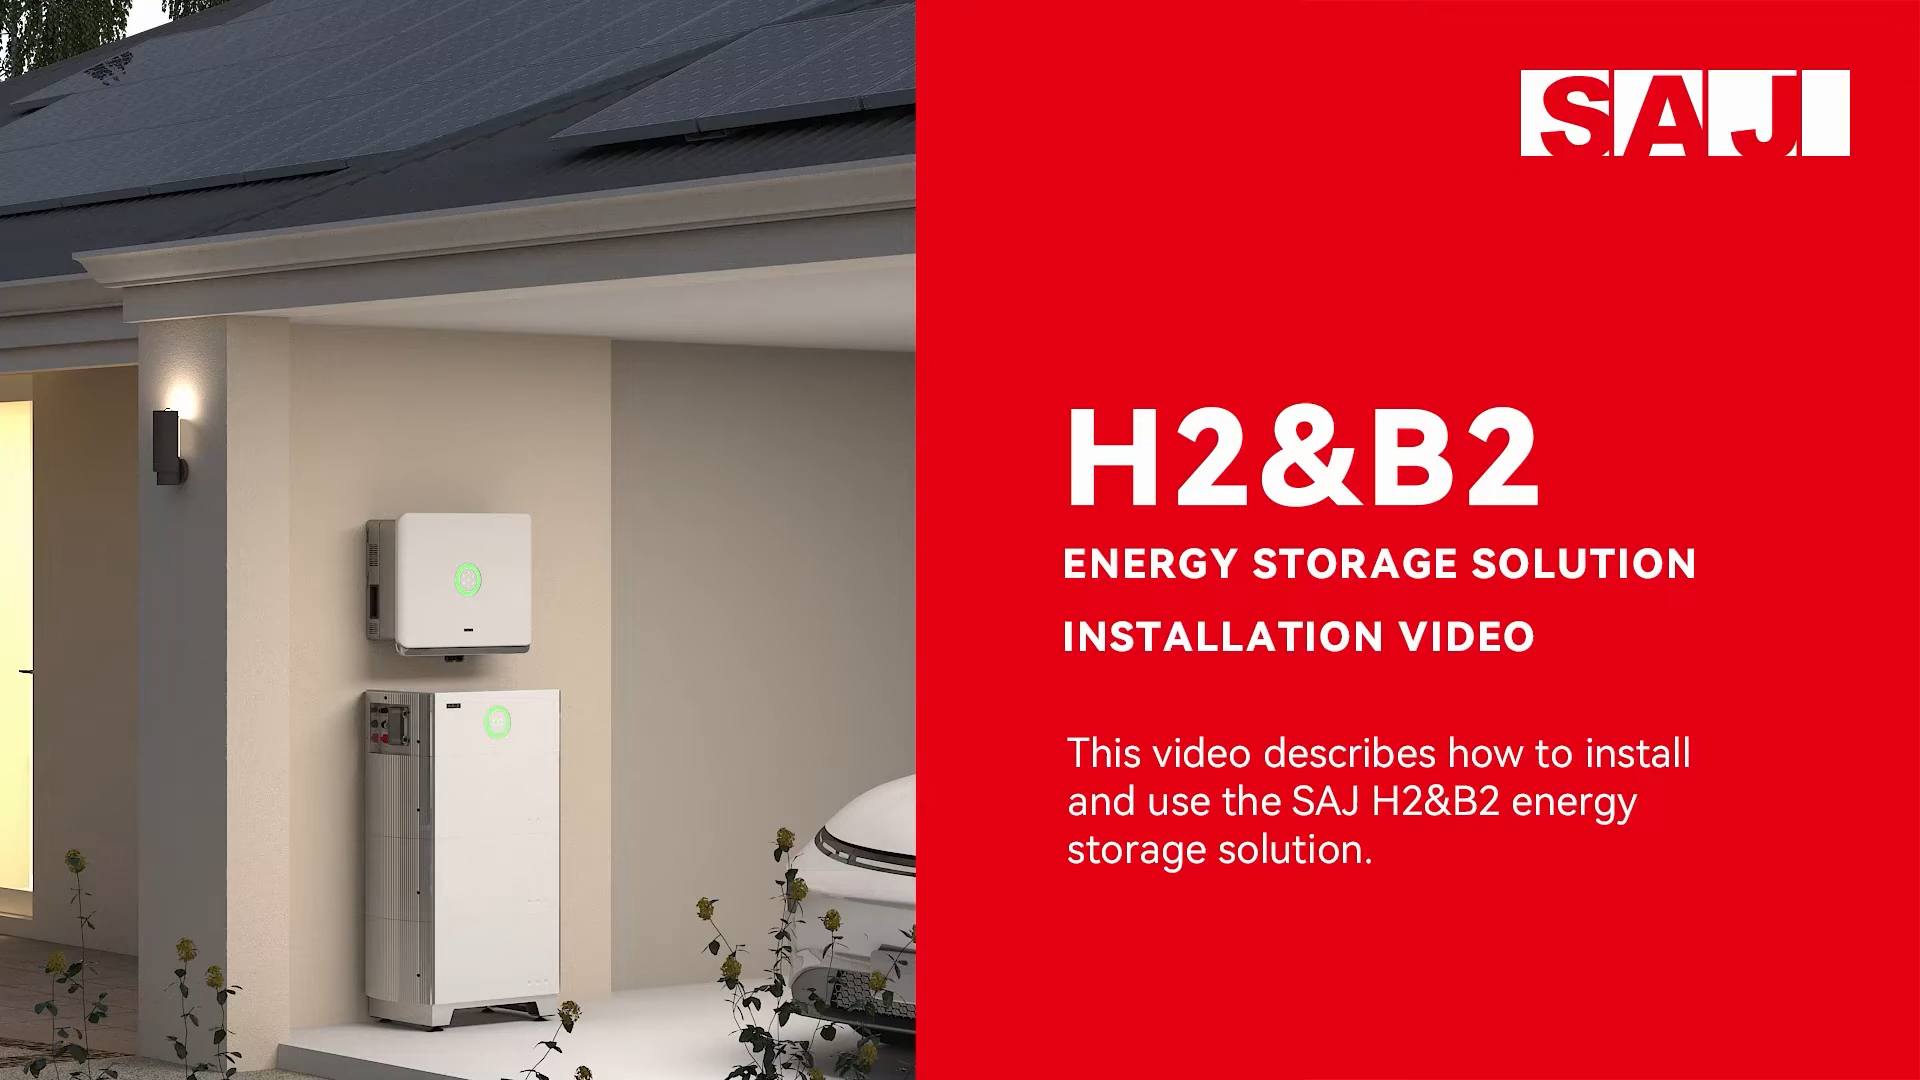 SAJ
H2&B2
ENERGY STORAGE SOLUTION
INSTALLATION VIDEO
This video describes how to install
and use the SAJ H2&B2 energy
storage solution.